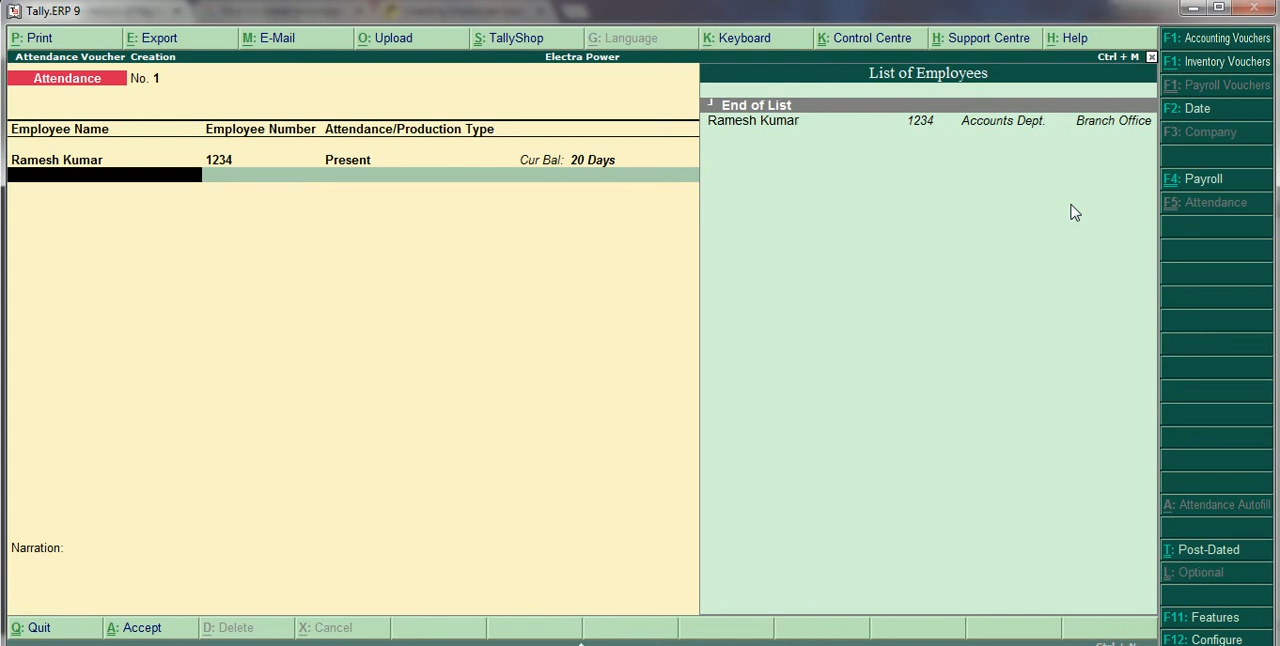 Tally.ERP 9
P: Print E: Export M: E-Mail O: Upload S: TallyShop G: Language K: Keyboard K: Control Centre H: Support Centre H: Help
Attendance Voucher Creation Electra Power Ctrl + M
Attendance No. 1
Employee Name Employee Number Attendance/Production Type
Ramesh Kumar 1234 Present Cur Bal: 20 Days
Narration:
List of Employees
End of List
Ramesh Kumar 1234 Accounts Dept. Branch Office
F1: Accounting Vouchers
F1: Inventory Vouchers
F1: Payroll Vouchers
F2: Date
F3: Company
F4: Payroll
F5: Attendance
A: Attendance Autofill
T: Post-Dated
L: Optional
F11: Features
F12: Configure
Q: Quit A: Accept D: Delete X: Cancel